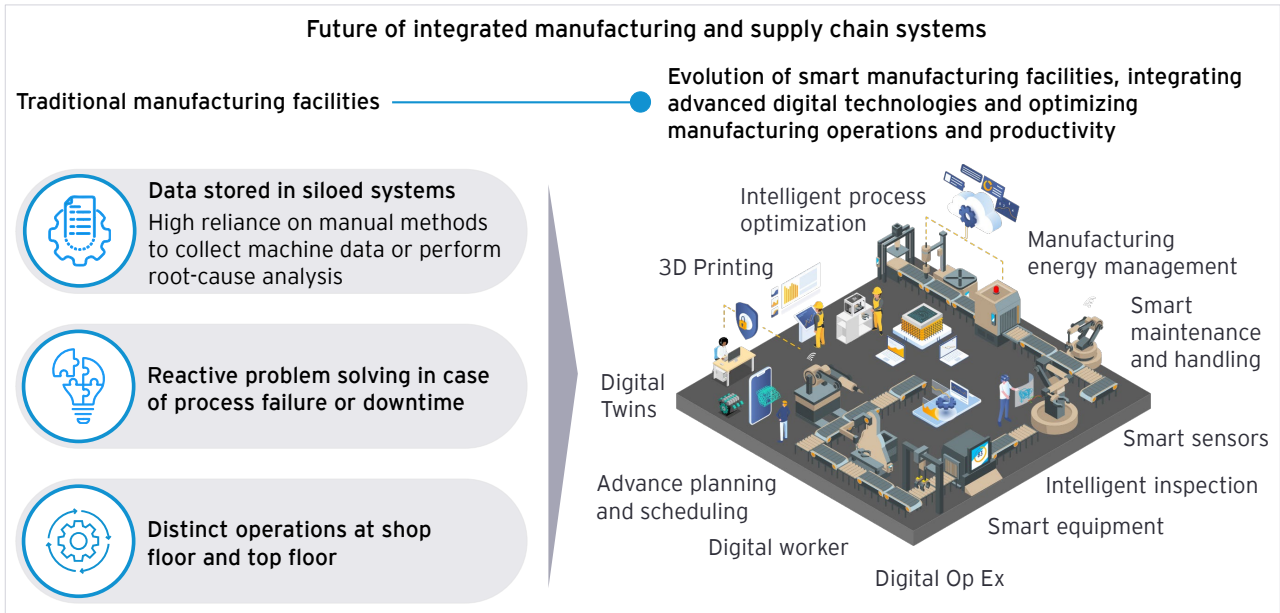 Future of integrated manufacturing and supply chain systems
Traditional manufacturing facilities
Evolution of smart manufacturing facilities, integrating
advanced digital technologies and optimizing
manufacturing operations and productivity
Data stored in siloed systems
High reliance on manual methods
to collect machine data or perform
root-cause analysis
Reactive problem solving in case
of process failure or downtime
Distinct operations at shop
floor and top floor
Intelligent process
optimization
3D Printing
Manufacturing
energy management
Smart
maintenance
and handling
Digital
Twins
Smart sensors
Advance planning
and scheduling
Intelligent inspection
Smart equipment
Digital worker
Digital Op Ex